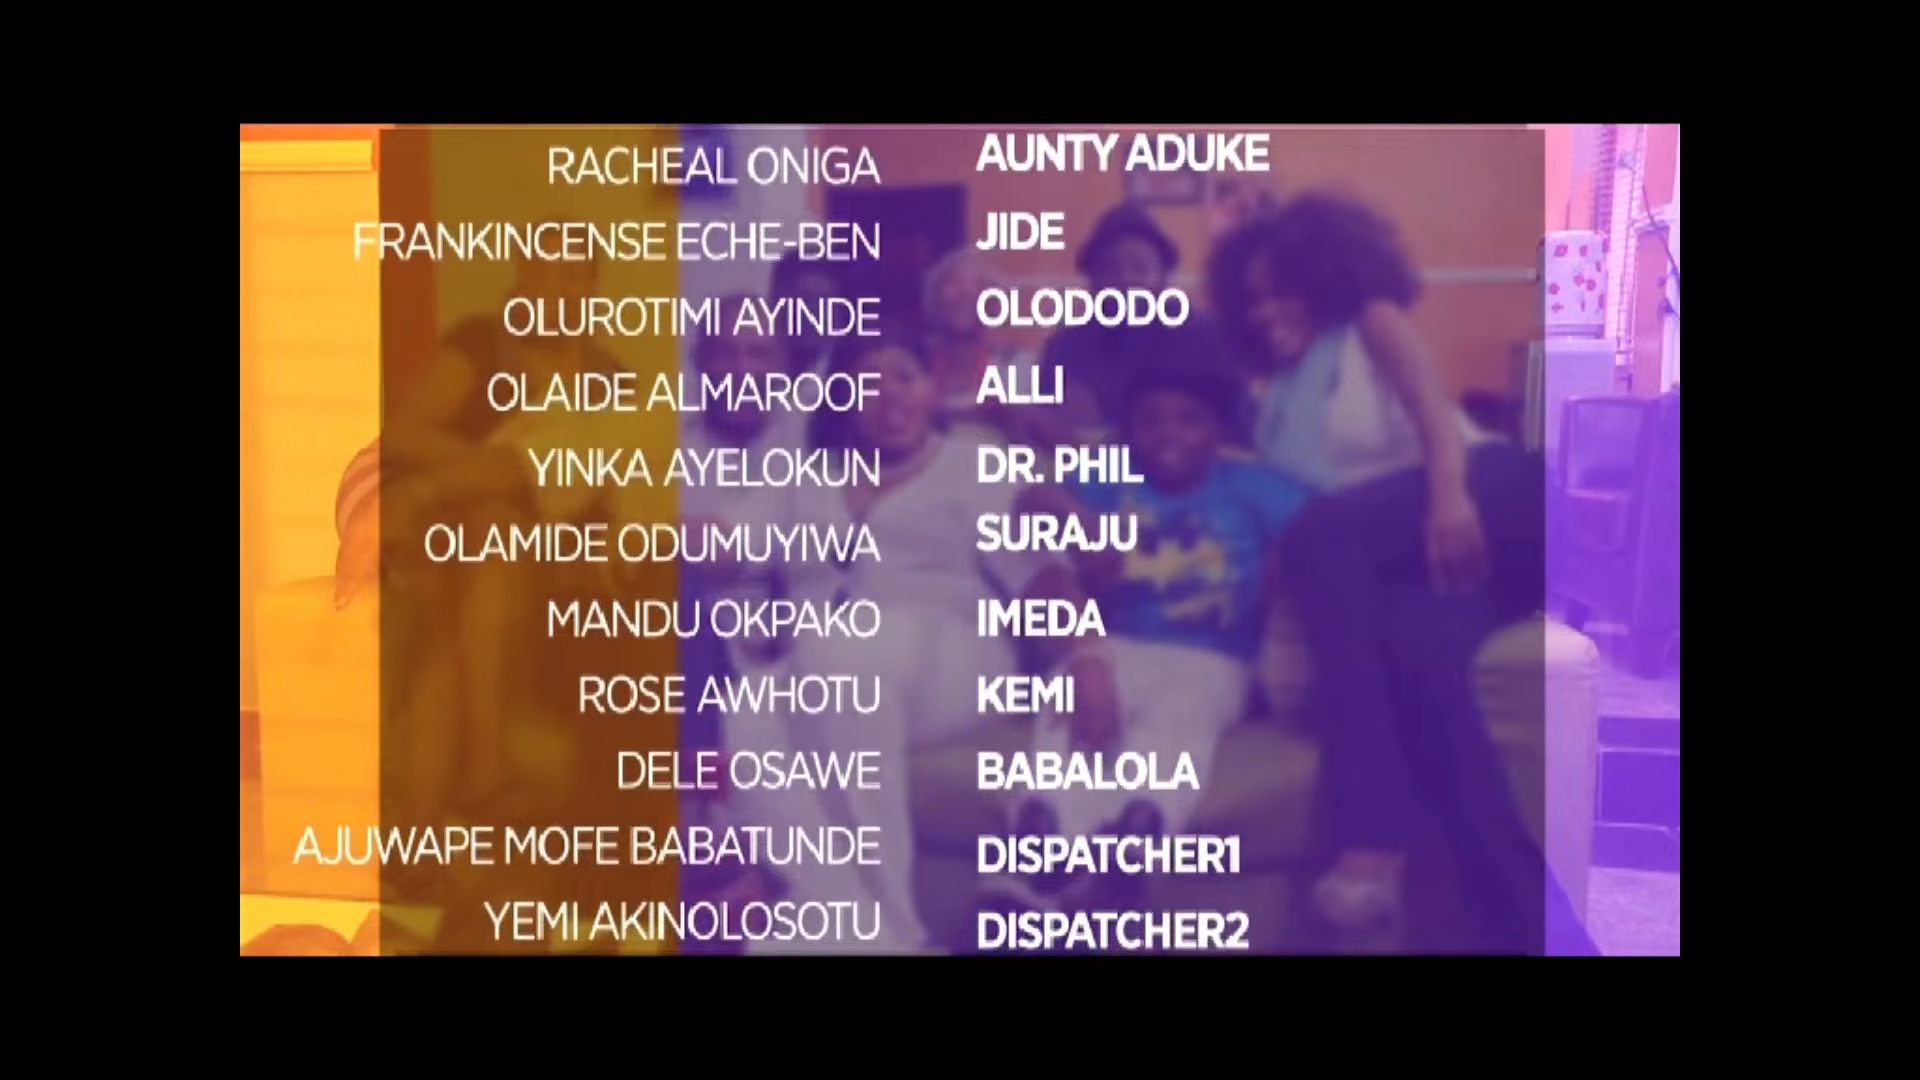 RACHEAL ONIGA AUNTY ADUKE
FRANKINCENSE ECHE-BEN JIDE
OLUROTIMI AYINDE OLODODO
OLAIDE ALMAROOF ALLI
YINKA AYELOKUN DR. PHIL
OLAMIDE ODUMUYIWA SURAJU
MANDU OKPAKO IMEDA
ROSE AWHOTU KEMI
DELE OSAWE BABALOLA
AJUWAPE MOFE BABATUNDE DISPATCHER1
YEMI AKINOLOSOTU DISPATCHER2